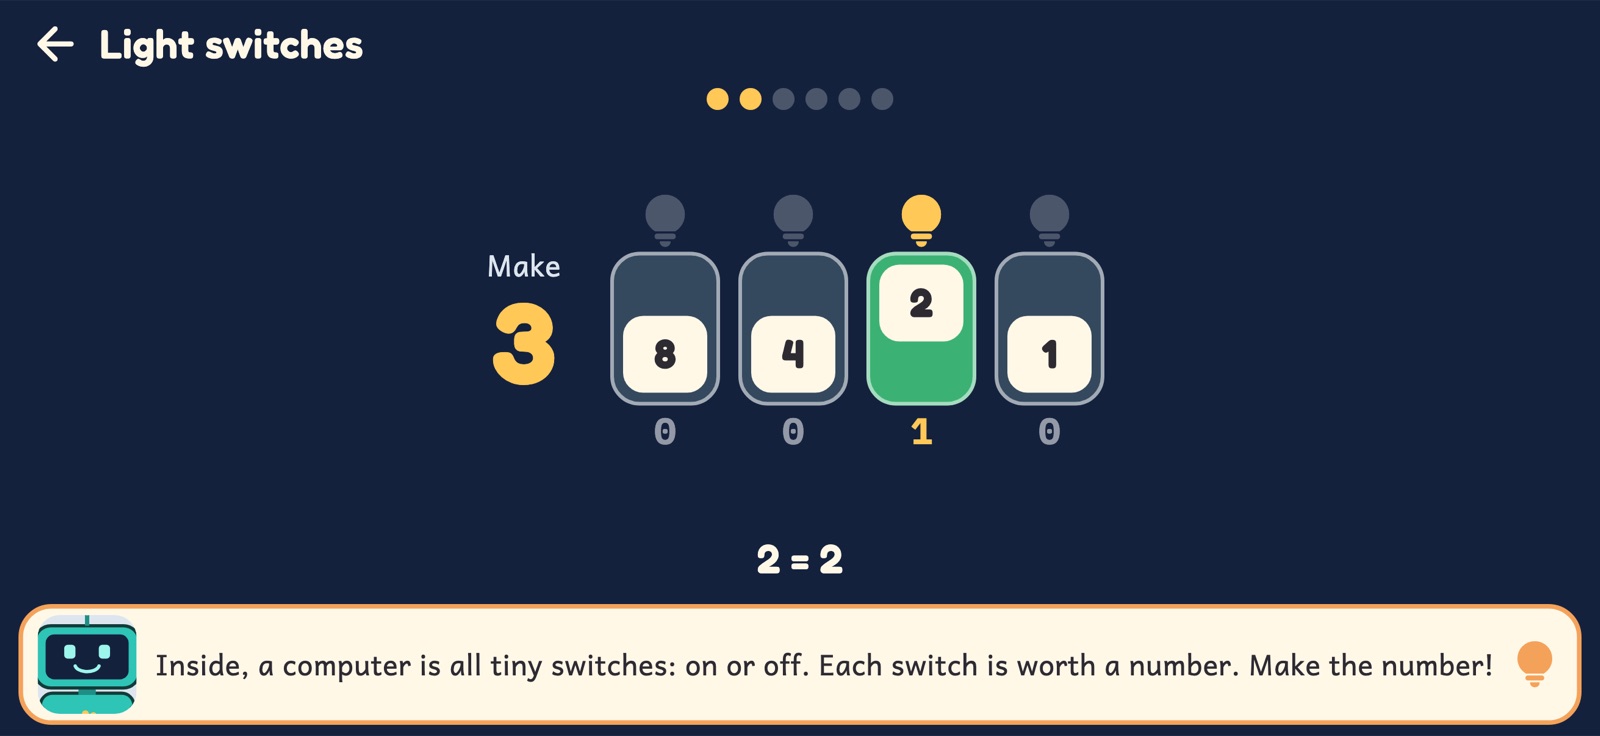 Light switches
Make
3
8 4 2 1
0 0 1 0
2 = 2
Inside, a computer is all tiny switches: on or off. Each switch is worth a number. Make the number!